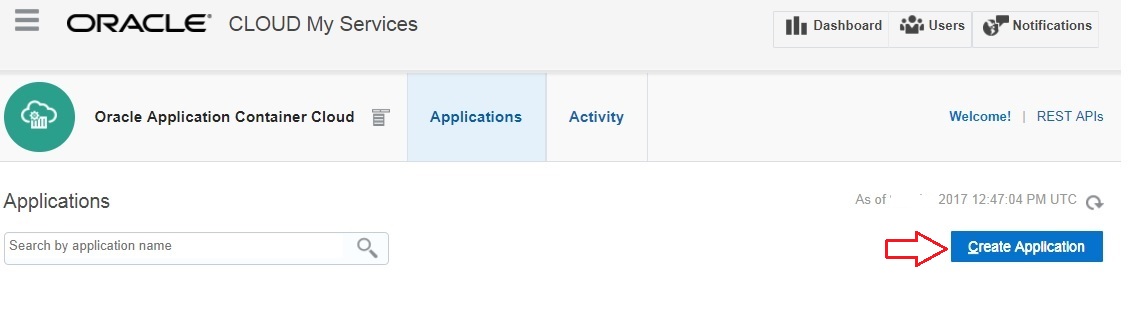 ORACLE CLOUD My Services
Dashboard Users Notifications
Oracle Application Container Cloud Applications Activity Welcome! | REST APIs
Applications
As of 2017 12:47:04 PM UTC
Search by application name
Create Application